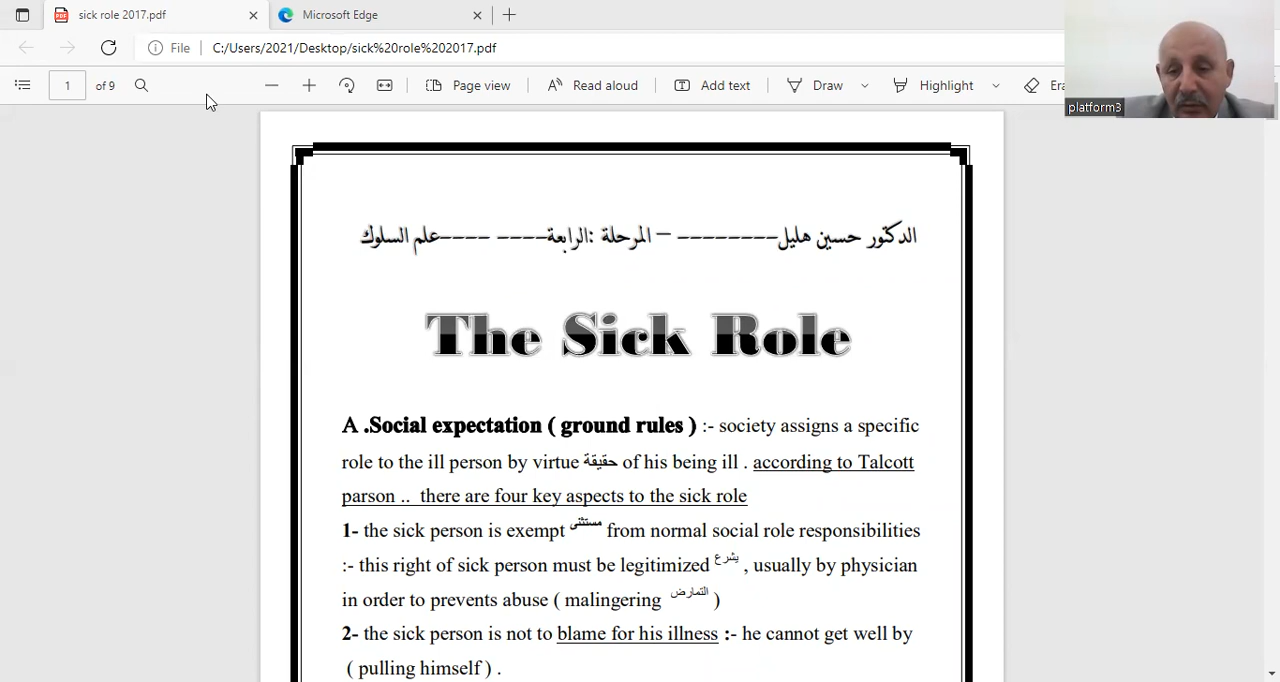 sick role 2017.pdf
Microsoft Edge
File
C:/Users/2021/Desktop/sick%20role%202017.pdf
1 of 9
Page view
Read aloud
Add text
Draw
Highlight
Era
platform3
الدكتور حسين هليل-------- – المرحلة :الرابعة---- ----علم السلوك
The Sick Role
A .Social expectation ( ground rules ) :- society assigns a specific
role to the ill person by virtue حقيقة of his being ill . according to Talcott
parson .. there are four key aspects to the sick role
1- the sick person is exempt مستثنى from normal social role responsibilities
:- this right of sick person must be legitimized يشرع , usually by physician
in order to prevents abuse ( malingering التمارض )
2- the sick person is not to blame for his illness :- he cannot get well by
( pulling himself ) .